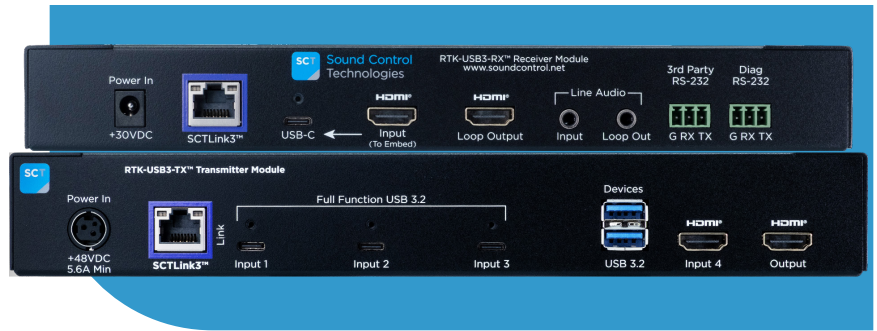 SCT
Sound Control
Technologies
RTK-USB3-RX™ Receiver Module
www.soundcontrol.net
Power In
+30VDC
SCTLink3™
USB-C
HDMI®
Input
(To Embed)
HDMI®
Loop Output
Line Audio
Input
Loop Out
3rd Party
RS-232
G RX TX
Diag
RS-232
G RX TX
SCT
RTK-USB3-TX™ Transmitter Module
Power In
+48VDC
5.6A Min
SCTLink3™
Link
Full Function USB 3.2
Input 1
Input 2
Input 3
Devices
USB 3.2
HDMI®
Input 4
HDMI®
Output